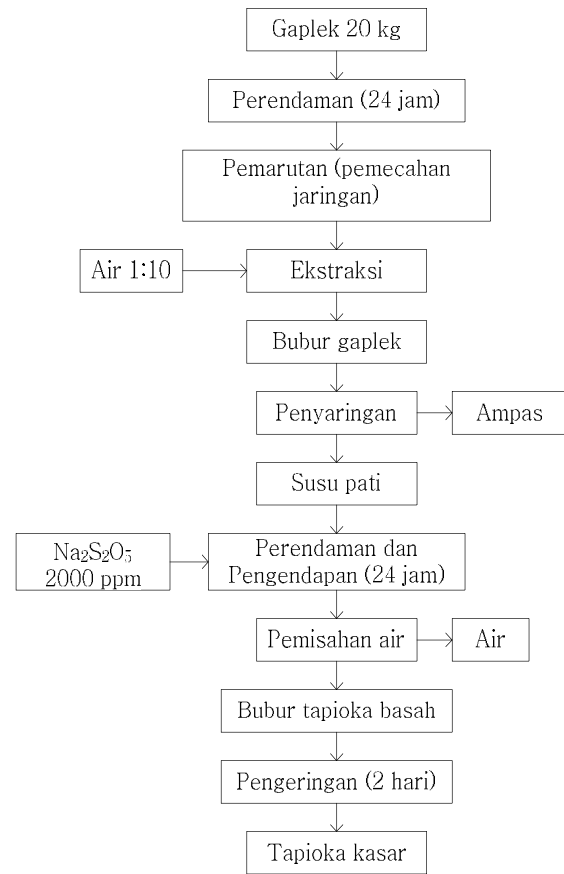 Gaplek 20 kg
Perendaman (24 jam)
Pemarutan (pemecahan
jaringan)
Air 1:10
Ekstraksi
Bubur gaplek
Penyaringan
Ampas
Susu pati
Na₂S₂O₅
2000 ppm
Perendaman dan
Pengendapan (24 jam)
Pemisahan air
Air
Bubur tapioka basah
Pengeringan (2 hari)
Tapioka kasar